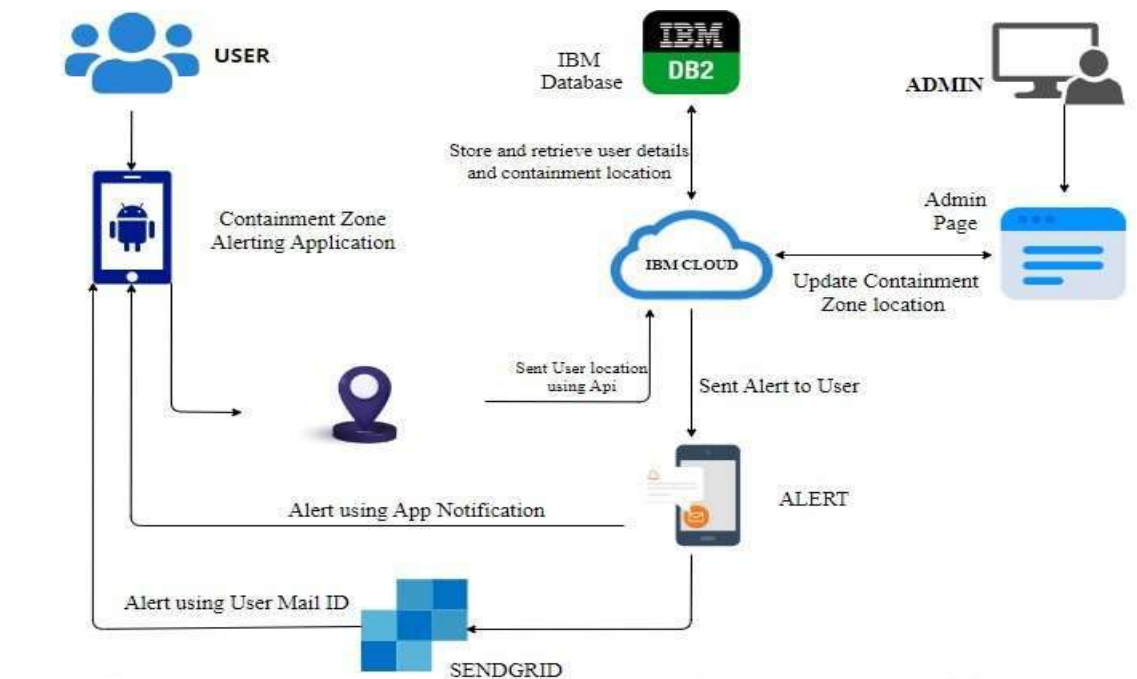 USER
IBM
Database
IBM
DB2
ADMIN
Store and retrieve user details
and containment location
Containment Zone
Alerting Application
Admin
Page
IBM CLOUD
Update Containment
Zone location
Sent User location
using Api
Sent Alert to User
ALERT
Alert using App Notification
Alert using User Mail ID
SENDGRID